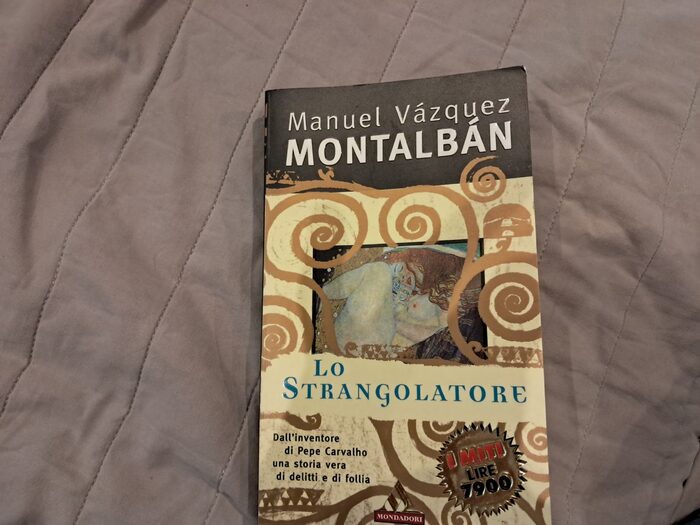 Manuel Vázquez
MONTALBÁN
LO
STRANGOLATORE
Dall'inventore
di Pepe Carvalho
una storia vera
di delitti e di follia
I MITI
LIRE
7900
MONDADORI